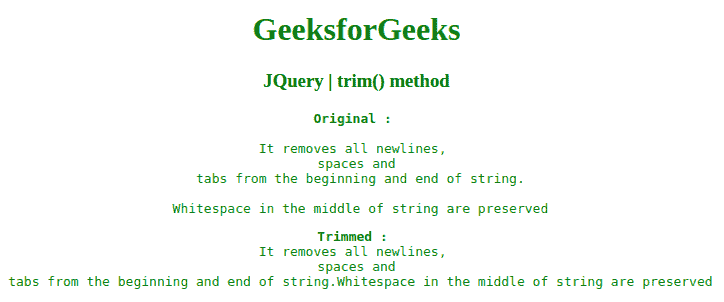 GeeksforGeeks
JQuery | trim() method
Original :
It removes all newlines,
spaces and
tabs from the beginning and end of string.
Whitespace in the middle of string are preserved
Trimmed :
It removes all newlines,
spaces and
tabs from the beginning and end of string.Whitespace in the middle of string are preserved